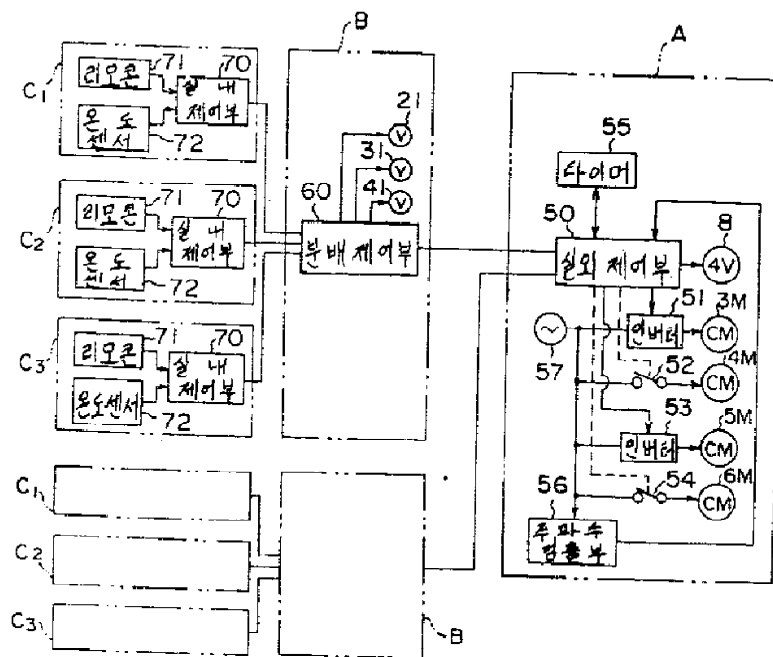 B
A
C1
리모콘
71
실내
제어부
70
온도
센서
72
21
V
31
V
41
V
60
분배제어부
55
타이머
50
실외 제어부
8
4V
C2
리모콘
71
실내
제어부
70
온도
센서
72
57
인버터
51
3M
CM
52
4M
CM
인버터
53
5M
CM
54
6M
CM
C3
리모콘
71
실내
제어부
70
온도센서
72
56
주파수
검출부
C1
C2
C3
B